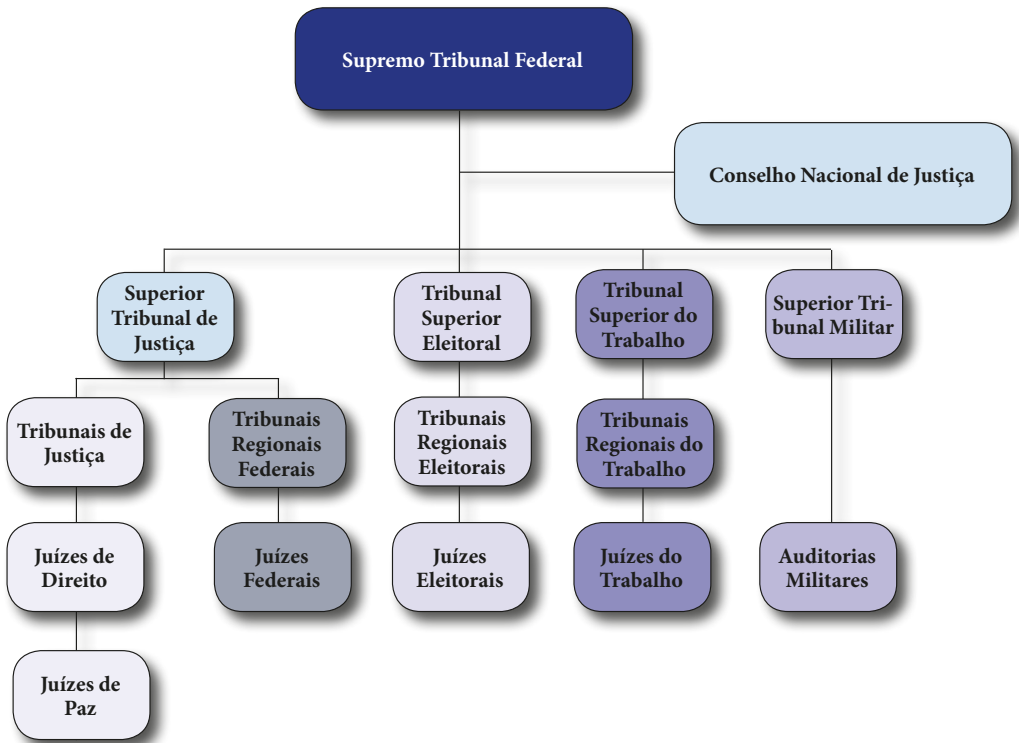 Supremo Tribunal Federal
Conselho Nacional de Justiça
Superior
Tribunal de
Justiça
Tribunal
Superior
Eleitoral
Tribunal
Superior do
Trabalho
Superior Tri-
bunal Militar
Tribunais de
Justiça
Tribunais
Regionais
Federais
Tribunais
Regionais
Eleitorais
Tribunais
Regionais do
Trabalho
Juízes de
Direito
Juízes
Federais
Juízes
Eleitorais
Juízes do
Trabalho
Auditorias
Militares
Juízes de
Paz